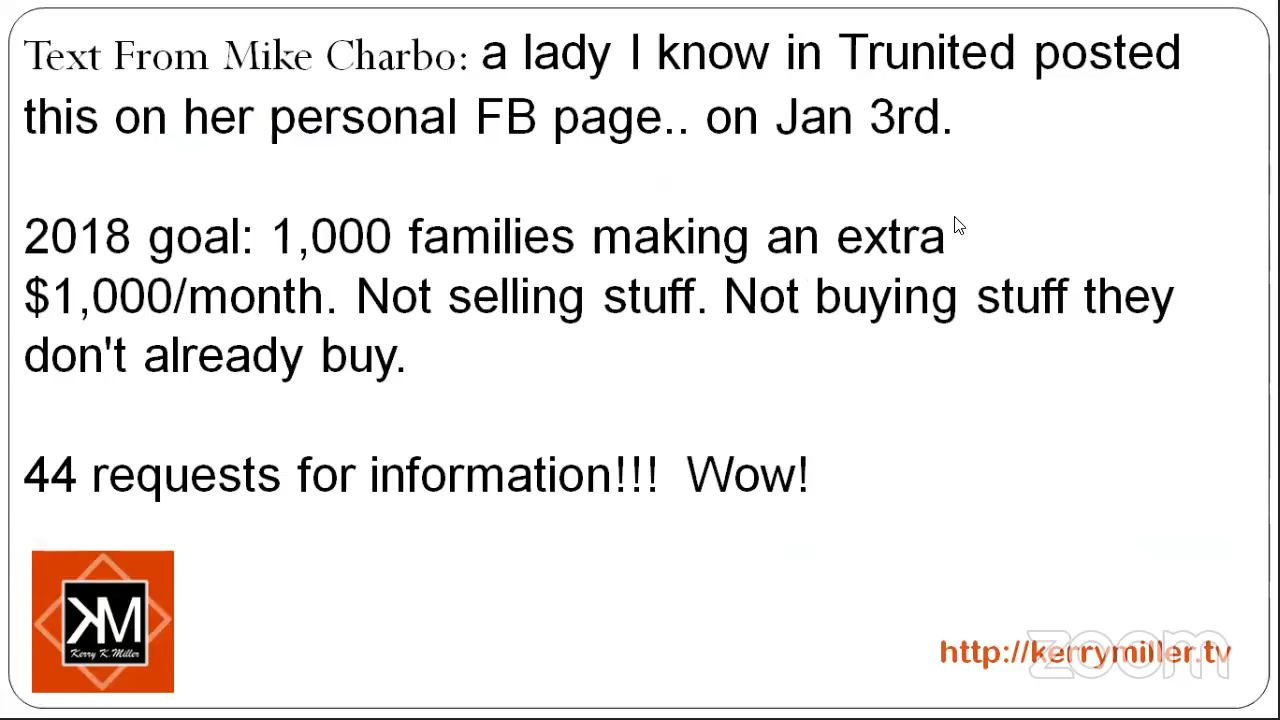 Text From Mike Charbo: a lady I know in Trunited posted
this on her personal FB page.. on Jan 3rd.
2018 goal: 1,000 families making an extra
$1,000/month. Not selling stuff. Not buying stuff they
don't already buy.
44 requests for information!!! Wow!
KM
Kerry K. Miller
http://kerrymiller.tv
zoom